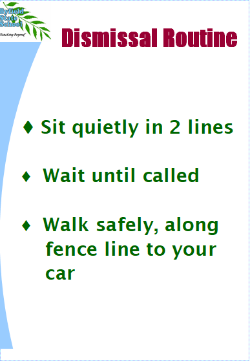 Dismissal Routine
♦ Sit quietly in 2 lines
♦ Wait until called
♦ Walk safely, along
fence line to your
car